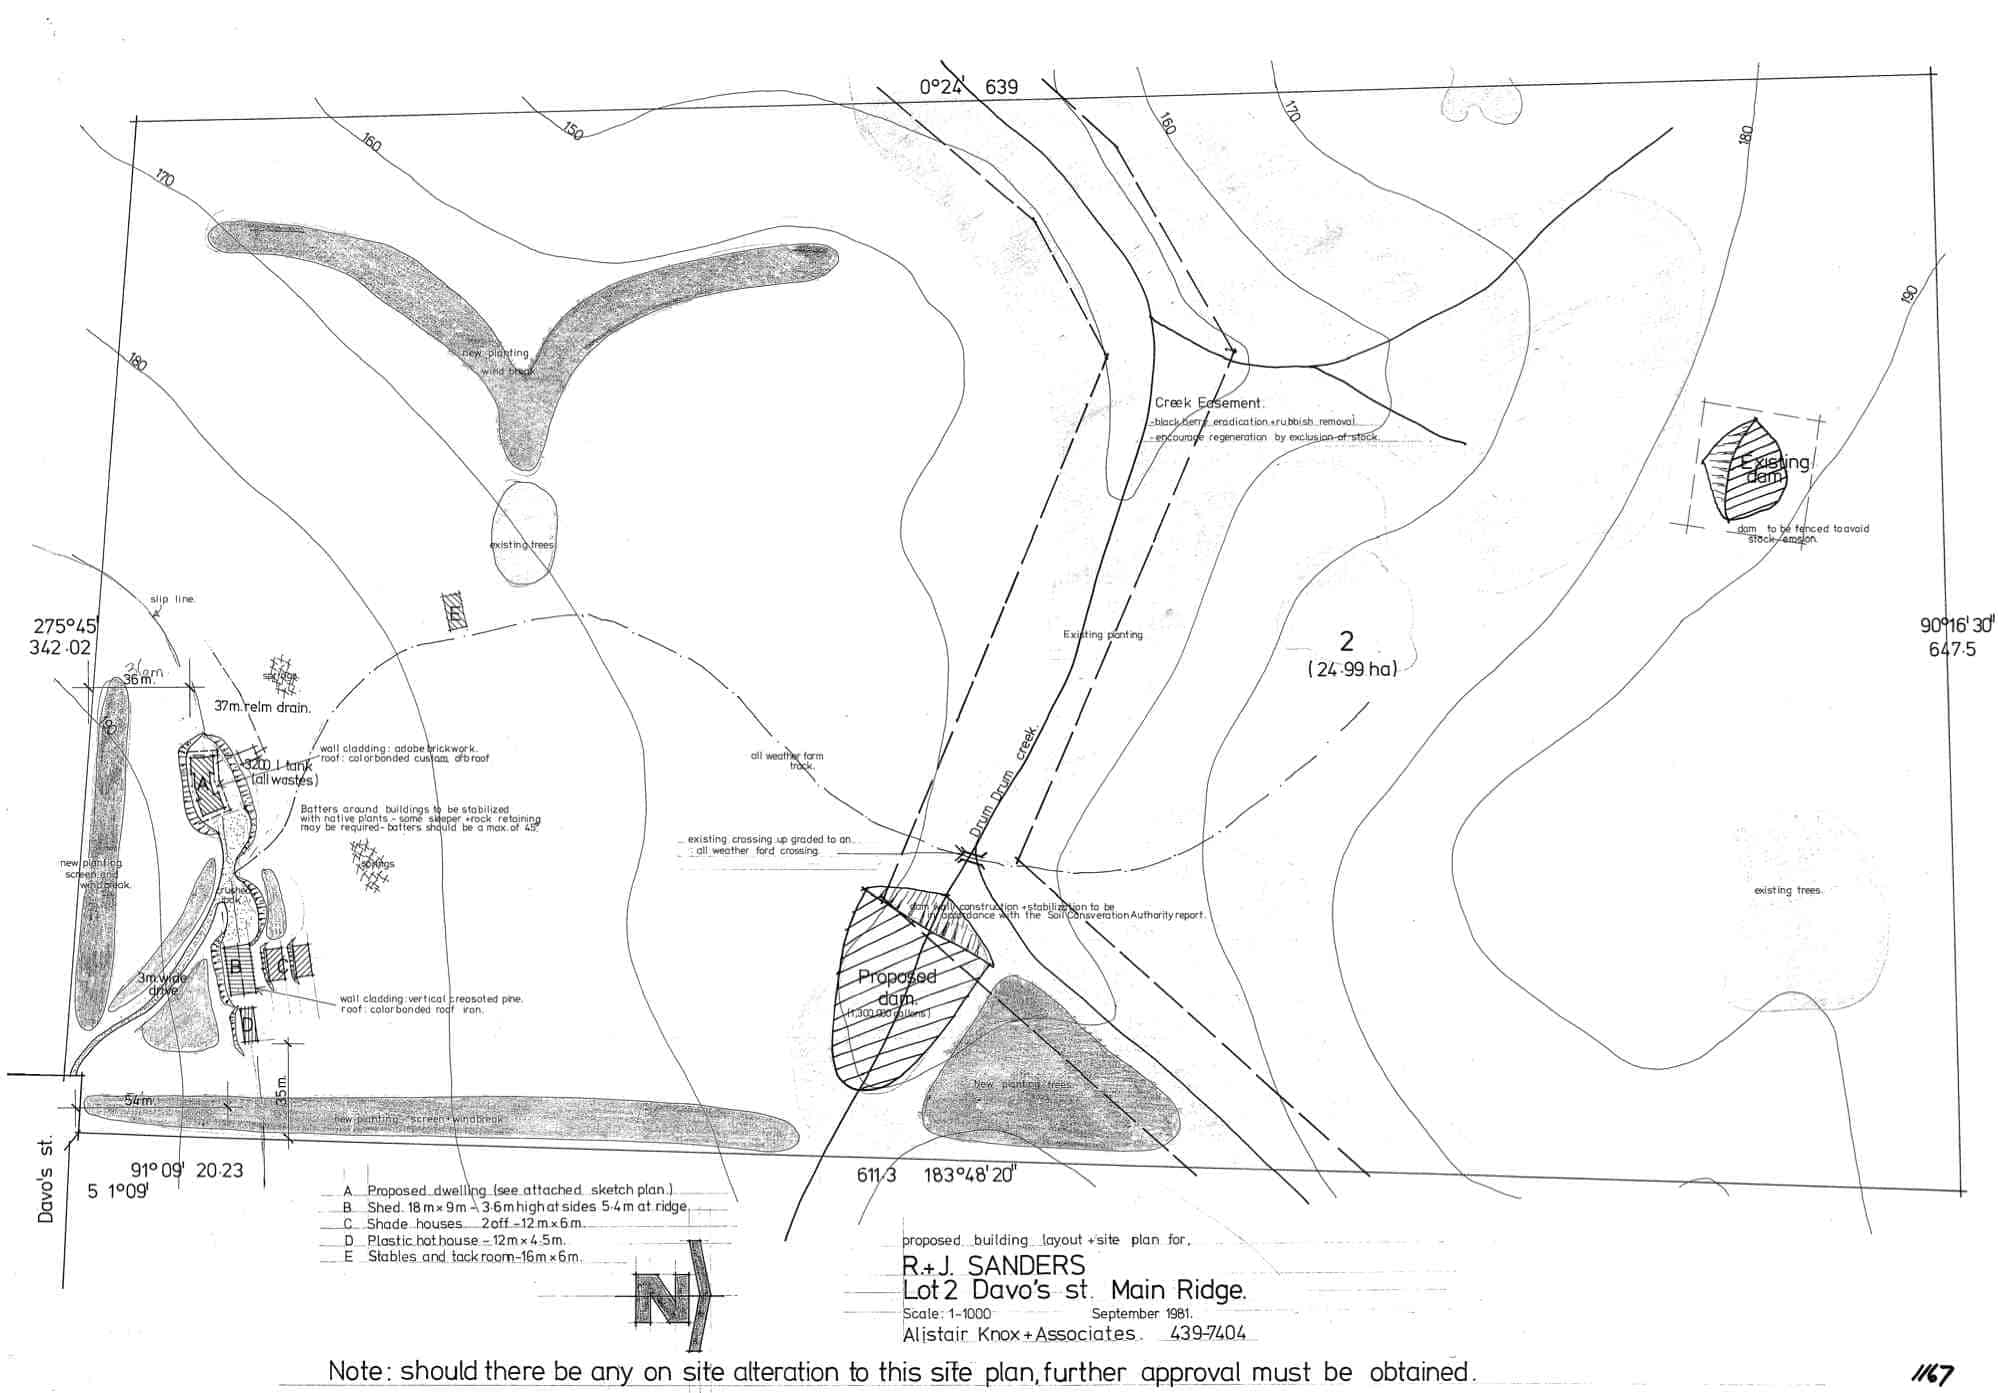 0°24' 639
150
160
170
180
160
170
180
190
new planting
wind break
existing trees
E
slip line.
275°45'
342·02
36m.
springs
37m. relm drain.
180
A
wall cladding: adobe brickwork.
roof: colorbonded custom orb roof
3200 l tank
(all wastes)
Batters around buildings to be stabilized
with native plants - some sleeper + rock retaining
may be required - batters should be a max. of 45°
springs
new planting
screen and
windbreak.
crushed
rock.
B
C
D
3m. wide
drive.
wall cladding: vertical creasoted pine.
roof: colorbonded roof iron.
54m.
35m.
new planting - screen + windbreak
Davo's st.
91° 09' 20·23
5 1°09'
Creek Easement.
-blackberry eradication + rubbish removal
-encourage regeneration by exclusion of stock.
Existing
dam
dam to be fenced to avoid
stock erosion.
Existing planting
2
(24·99 ha)
90°16'30"
647·5
all weather farm
track.
Drum Drum creek.
existing crossing up graded to an
all weather ford crossing.
dam wall construction + stabilization to be
in accordance with the Soil Consveration Authority report.
Proposed
dam.
(1,300,000 gallons)
New planting trees
existing trees.
611·3 183°48'20"
A Proposed dwelling (see attached sketch plan.)
B Shed. 18m × 9m - 3·6m high at sides 5·4m at ridge
C Shade houses 2 off - 12m × 6m.
D Plastic hothouse - 12m × 4·5m.
E Stables and tack room - 16m × 6m.
N
proposed building layout + site plan for,
R.+J. SANDERS
Lot 2 Davo's st. Main Ridge.
Scale: 1-1000 September 1981.
Alistair Knox + Associates. 439-7404
Note: should there be any on site alteration to this site plan, further approval must be obtained.
1167